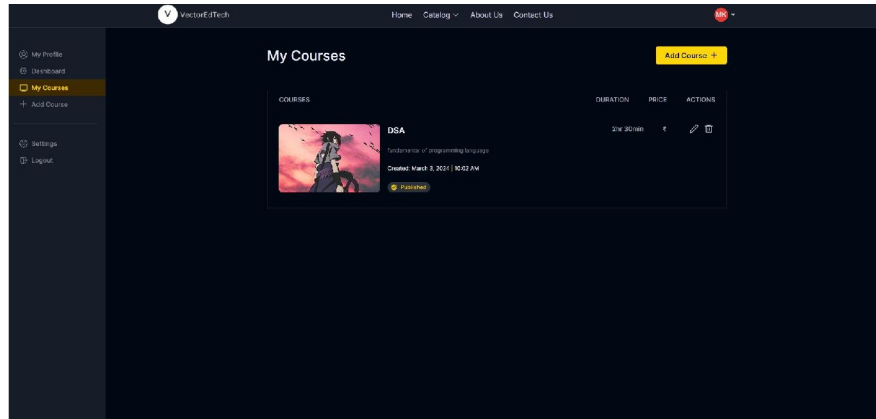 V VectorEdTech Home Catalog About Us Contact Us MK
My Profile
Dashboard
My Courses
Add Course
Settings
Logout
My Courses
Add Course +
COURSES DURATION PRICE ACTIONS
DSA 2hr 30min ₹
fundamental of programming language
Created: March 3, 2024 | 10:02 AM
Published